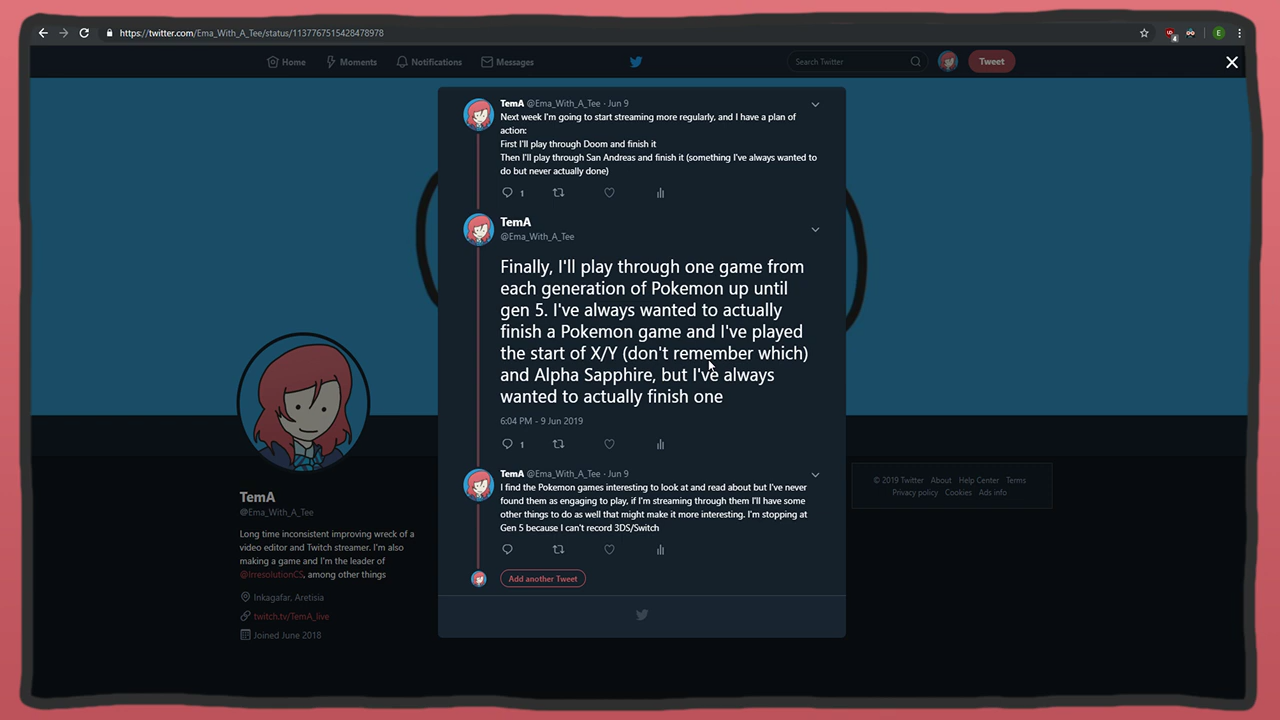 https://twitter.com/Ema_With_A_Tee/status/1137767515428478978
4
E
Home
Moments
Notifications
Messages
Search Twitter
Tweet
TemA @Ema_With_A_Tee · Jun 9
Next week I'm going to start streaming more regularly, and I have a plan of
action:
First I'll play through Doom and finish it
Then I'll play through San Andreas and finish it (something I've always wanted to
do but never actually done)
1
TemA
@Ema_With_A_Tee
Finally, I'll play through one game from
each generation of Pokemon up until
gen 5. I've always wanted to actually
finish a Pokemon game and I've played
the start of X/Y (don't remember which)
and Alpha Sapphire, but I've always
wanted to actually finish one
6:04 PM - 9 Jun 2019
1
TemA @Ema_With_A_Tee · Jun 9
I find the Pokemon games interesting to look at and read about but I've never
found them as engaging to play, if I'm streaming through them I'll have some
other things to do as well that might make it more interesting. I'm stopping at
Gen 5 because I can't record 3DS/Switch
Add another Tweet
TemA
@Ema_With_A_Tee
Long time inconsistent improving wreck of a
video editor and Twitch streamer. I'm also
making a game and I'm the leader of
@IrresolutionCS, among other things
Inkagafar, Aretisia
twitch.tv/TemA_live
Joined June 2018
© 2019 Twitter About Help Center Terms
Privacy policy Cookies Ads info